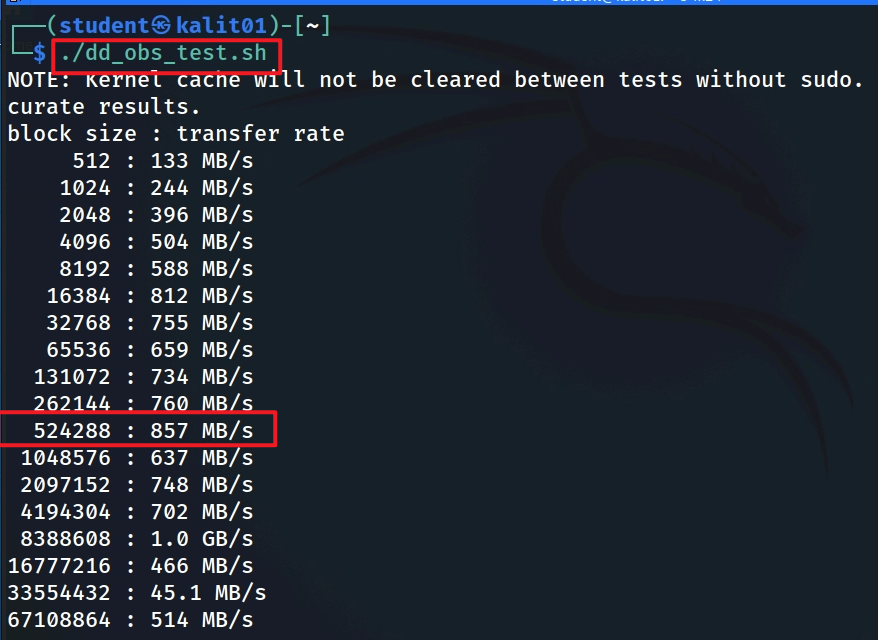 ┌──(student㉿kalit01)-[~]
└─$ ./dd_obs_test.sh
NOTE: Kernel cache will not be cleared between tests without sudo.
curate results.
block size : transfer rate
512 : 133 MB/s
1024 : 244 MB/s
2048 : 396 MB/s
4096 : 504 MB/s
8192 : 588 MB/s
16384 : 812 MB/s
32768 : 755 MB/s
65536 : 659 MB/s
131072 : 734 MB/s
262144 : 760 MB/s
524288 : 857 MB/s
1048576 : 637 MB/s
2097152 : 748 MB/s
4194304 : 702 MB/s
8388608 : 1.0 GB/s
16777216 : 466 MB/s
33554432 : 45.1 MB/s
67108864 : 514 MB/s